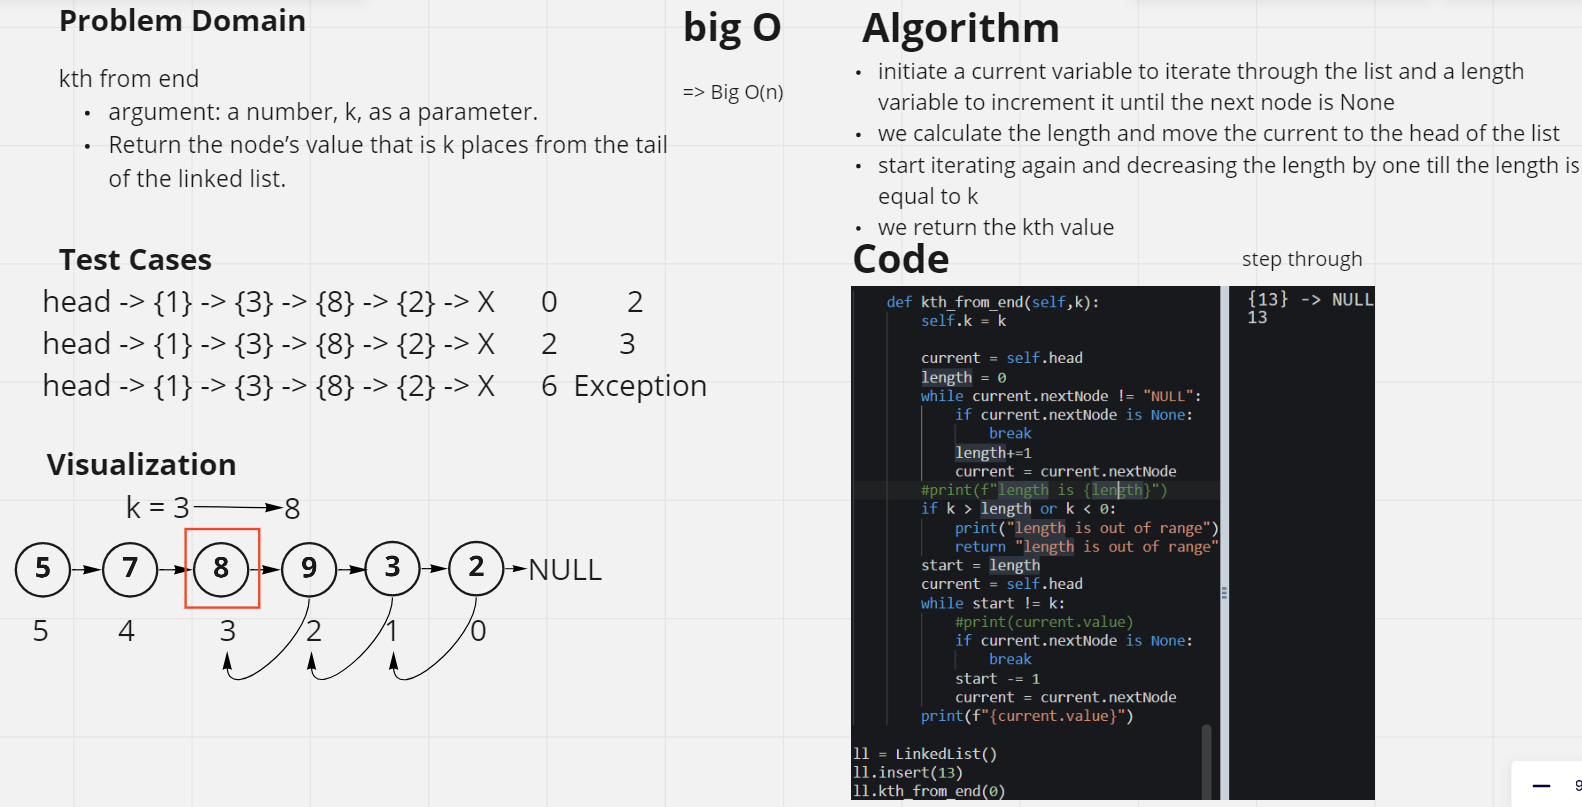 Problem Domain
kth from end
• argument: a number, k, as a parameter.
• Return the node’s value that is k places from the tail
of the linked list.
big O
=> Big O(n)
Algorithm
• initiate a current variable to iterate through the list and a length
variable to increment it until the next node is None
• we calculate the length and move the current to the head of the list
• start iterating again and decreasing the length by one till the length is
equal to k
• we return the kth value
Test Cases
head -> {1} -> {3} -> {8} -> {2} -> X 0 2
head -> {1} -> {3} -> {8} -> {2} -> X 2 3
head -> {1} -> {3} -> {8} -> {2} -> X 6 Exception
Visualization
k = 3 8
5 7 8 9 3 2 NULL
5 4 3 2 1 0
Code
step through
def kth_from_end(self,k):
self.k = k
current = self.head
length = 0
while current.nextNode != "NULL":
if current.nextNode is None:
break
length+=1
current = current.nextNode
#print(f"length is {length}")
if k > length or k < 0:
print("length is out of range")
return "length is out of range"
start = length
current = self.head
while start != k:
#print(current.value)
if current.nextNode is None:
break
start -= 1
current = current.nextNode
print(f"{current.value}")
ll = LinkedList()
ll.insert(13)
ll.kth_from_end(0)
{13} -> NULL
13
9